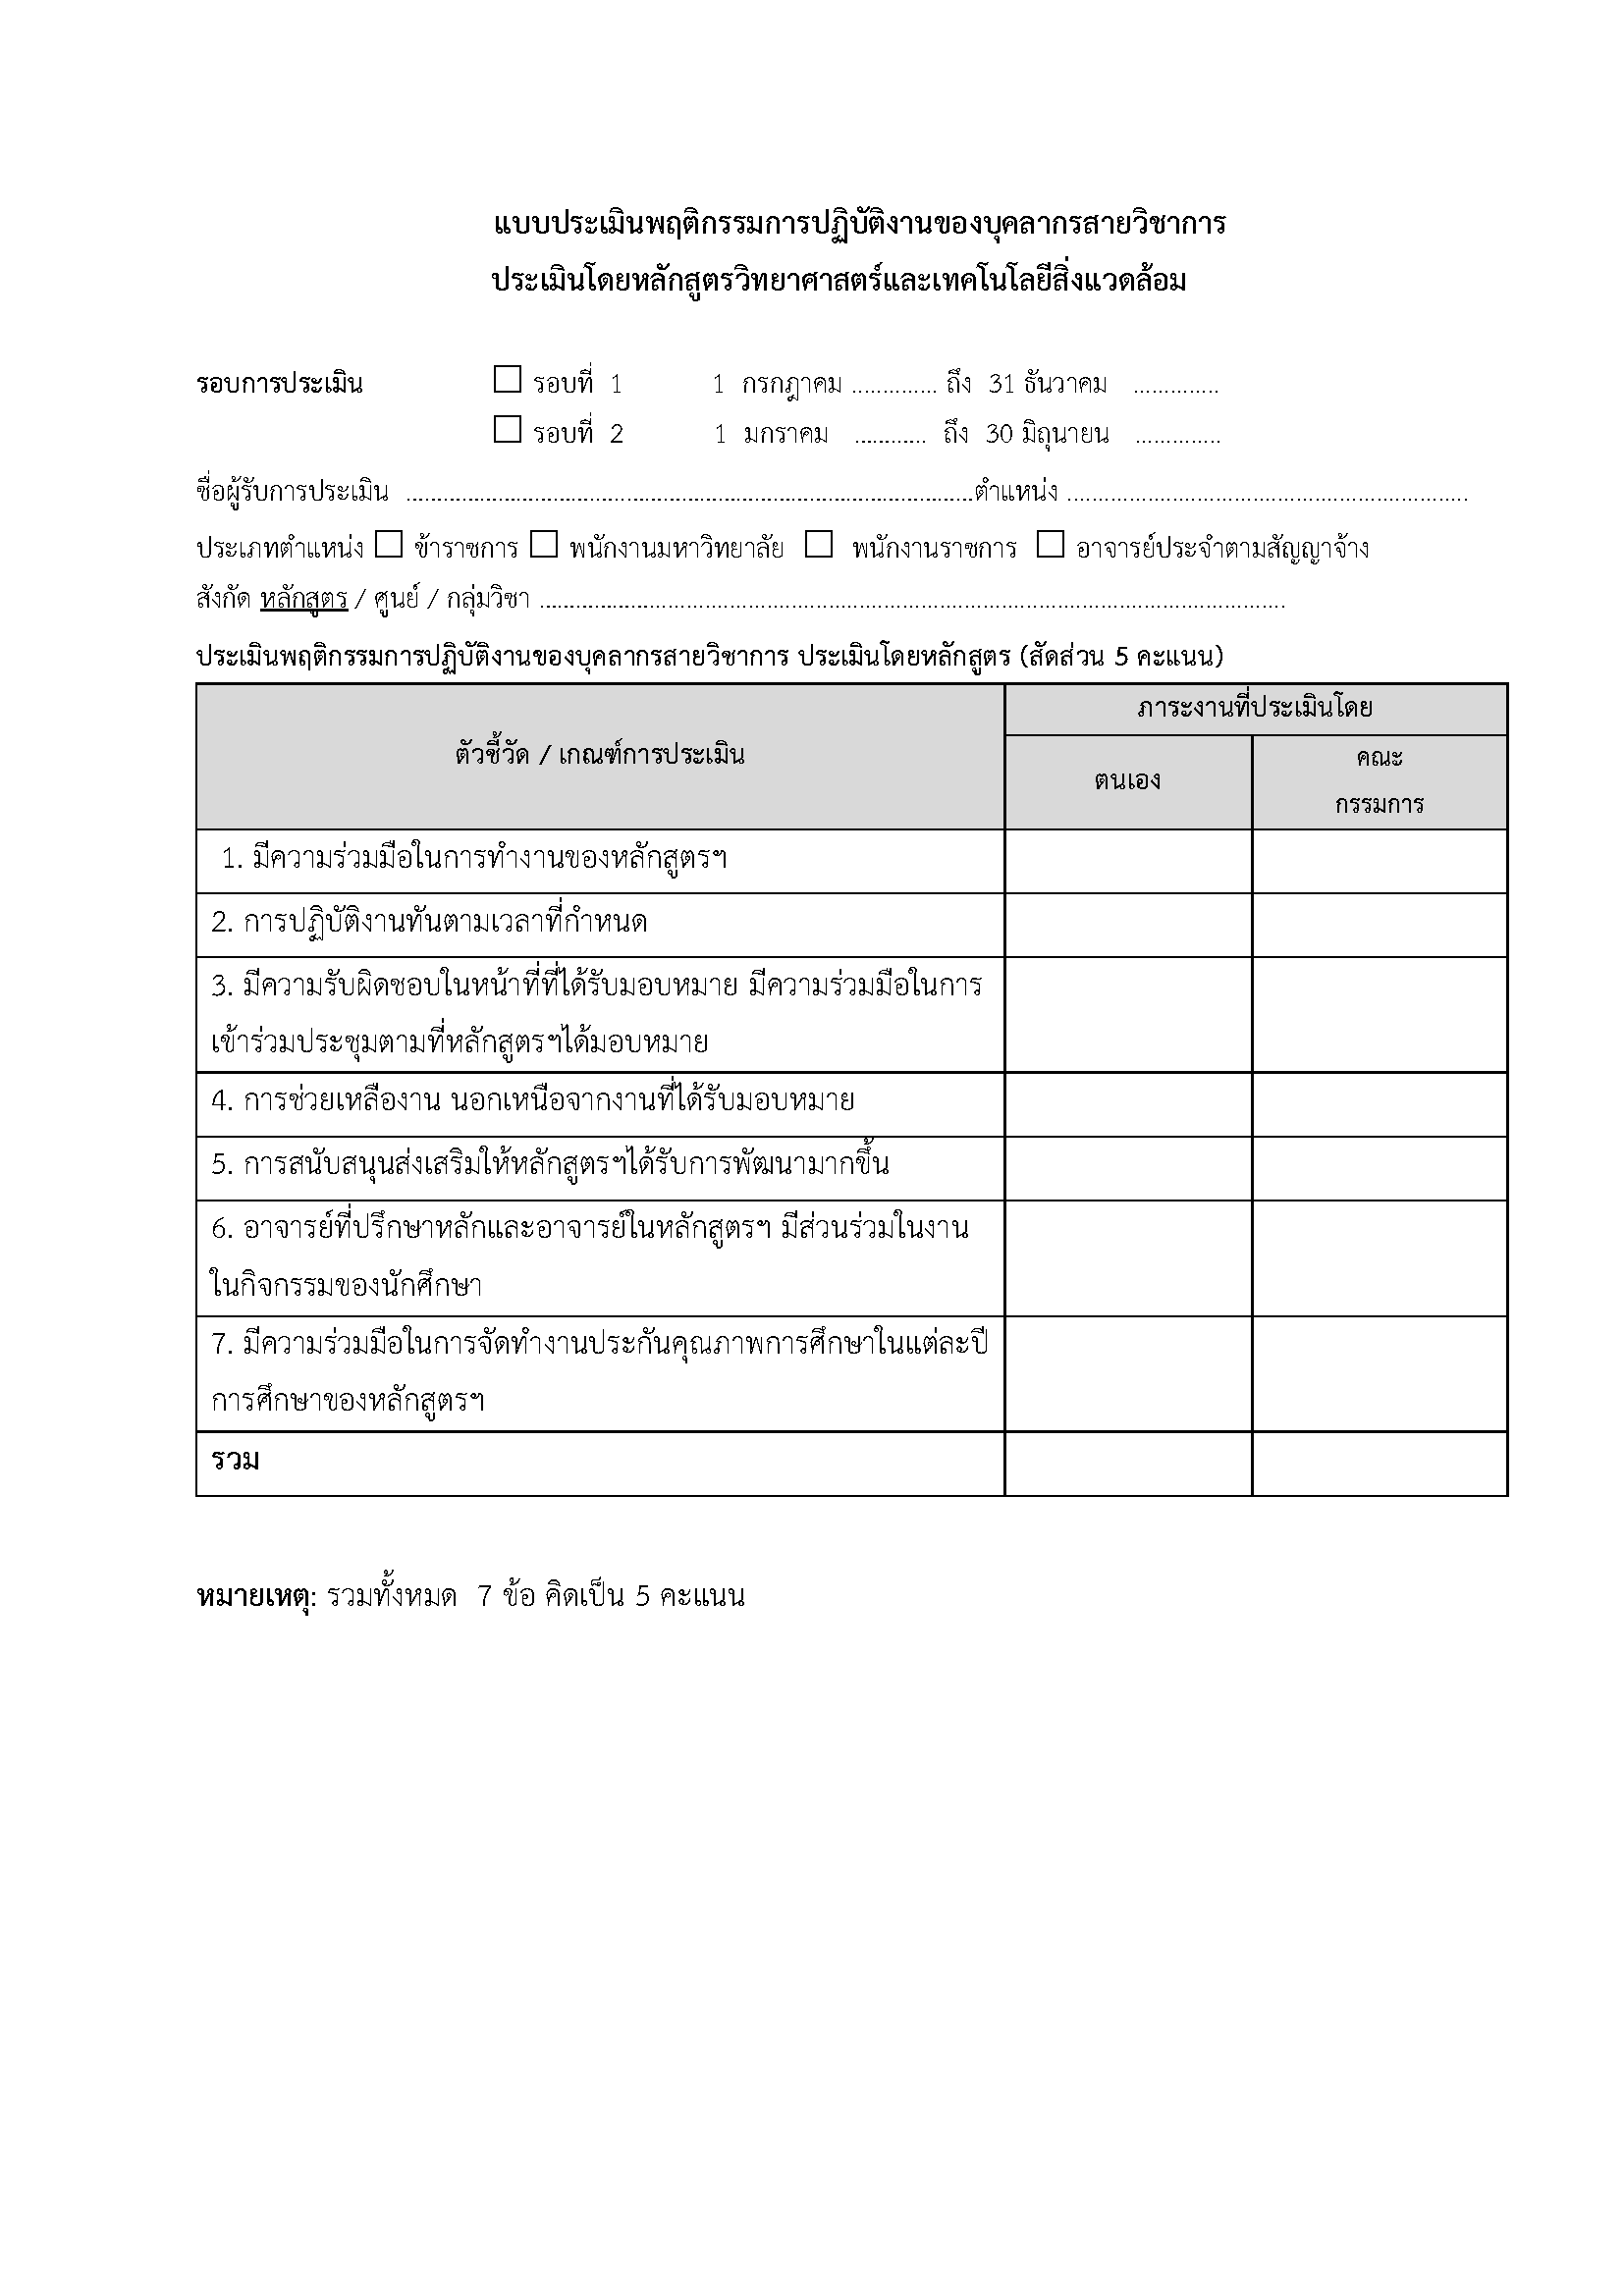 แบบประเมินพฤติกรรมการปฏิบัติงานของบุคลากรสายวิชาการ
ประเมินโดยหลักสูตรวิทยาศาสตร์และเทคโนโลยีสิ่งแวดล้อม
รอบการประเมิน ☐ รอบที่ 1 1 กรกฎาคม .............. ถึง 31 ธันวาคม ..............
☐ รอบที่ 2 1 มกราคม ............ ถึง 30 มิถุนายน ..............
ชื่อผู้รับการประเมิน ............................................................................................ตำแหน่ง .................................................................
ประเภทตำแหน่ง ☐ ข้าราชการ ☐ พนักงานมหาวิทยาลัย ☐ พนักงานราชการ ☐ อาจารย์ประจำตามสัญญาจ้าง
สังกัด หลักสูตร / ศูนย์ / กลุ่มวิชา .........................................................................................................................
ประเมินพฤติกรรมการปฏิบัติงานของบุคลากรสายวิชาการ ประเมินโดยหลักสูตร (สัดส่วน 5 คะแนน)
ตัวชี้วัด / เกณฑ์การประเมิน
ภาระงานที่ประเมินโดย
ตนเอง
คณะ
กรรมการ
1. มีความร่วมมือในการทำงานของหลักสูตรฯ
2. การปฏิบัติงานทันตามเวลาที่กำหนด
3. มีความรับผิดชอบในหน้าที่ที่ได้รับมอบหมาย มีความร่วมมือในการ
เข้าร่วมประชุมตามที่หลักสูตรฯได้มอบหมาย
4. การช่วยเหลืองาน นอกเหนือจากงานที่ได้รับมอบหมาย
5. การสนับสนุนส่งเสริมให้หลักสูตรฯได้รับการพัฒนามากขึ้น
6. อาจารย์ที่ปรึกษาหลักและอาจารย์ในหลักสูตรฯ มีส่วนร่วมในงาน
ในกิจกรรมของนักศึกษา
7. มีความร่วมมือในการจัดทำงานประกันคุณภาพการศึกษาในแต่ละปี
การศึกษาของหลักสูตรฯ
รวม
หมายเหตุ: รวมทั้งหมด 7 ข้อ คิดเป็น 5 คะแนน